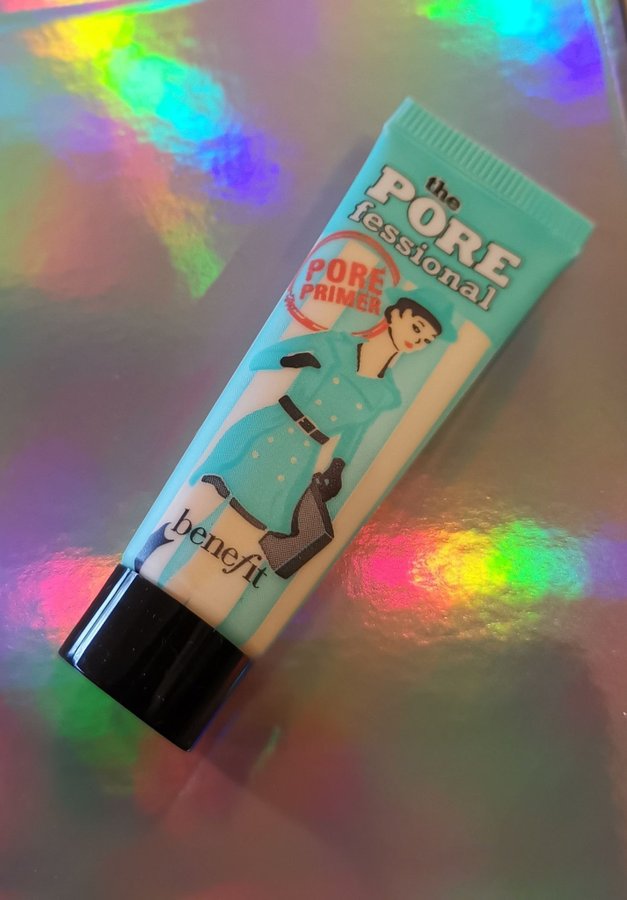 the
PORE
fessional
PORE
PRIMER
benefit